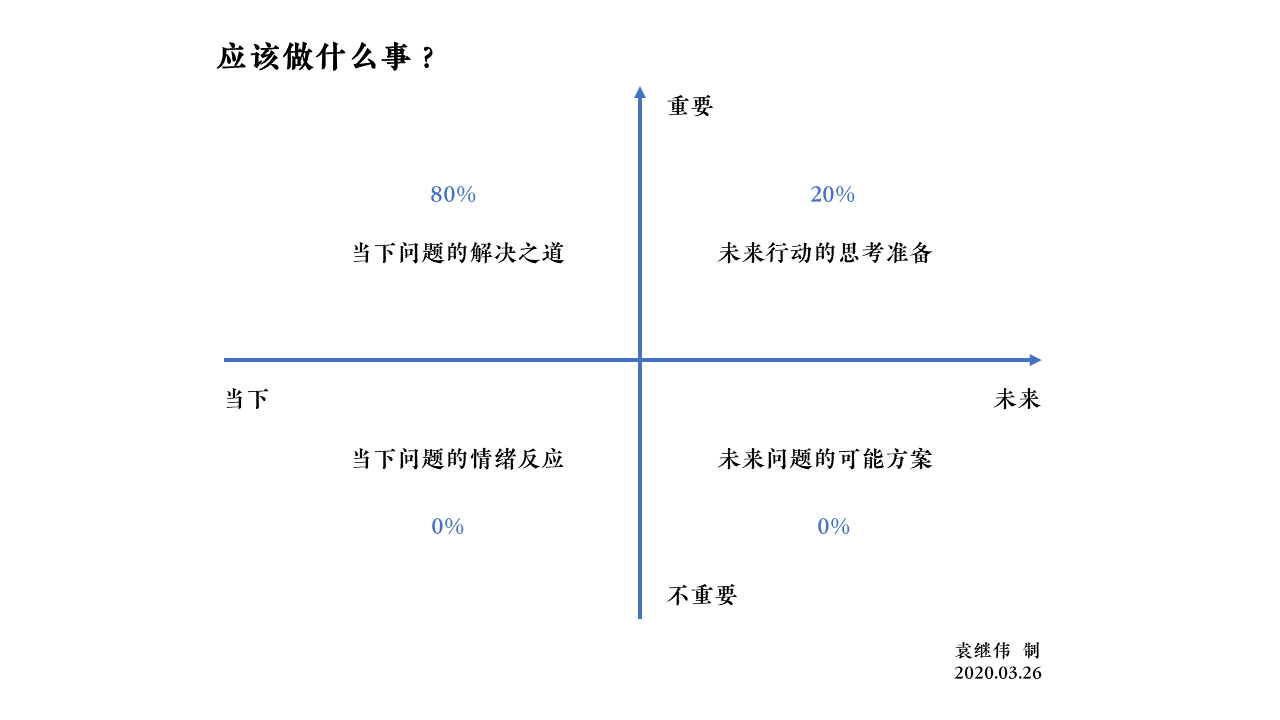 应该做什么事？
重要
80%
20%
当下问题的解决之道
未来行动的思考准备
当下
未来
当下问题的情绪反应
未来问题的可能方案
0%
0%
不重要
袁继伟 制
2020.03.26